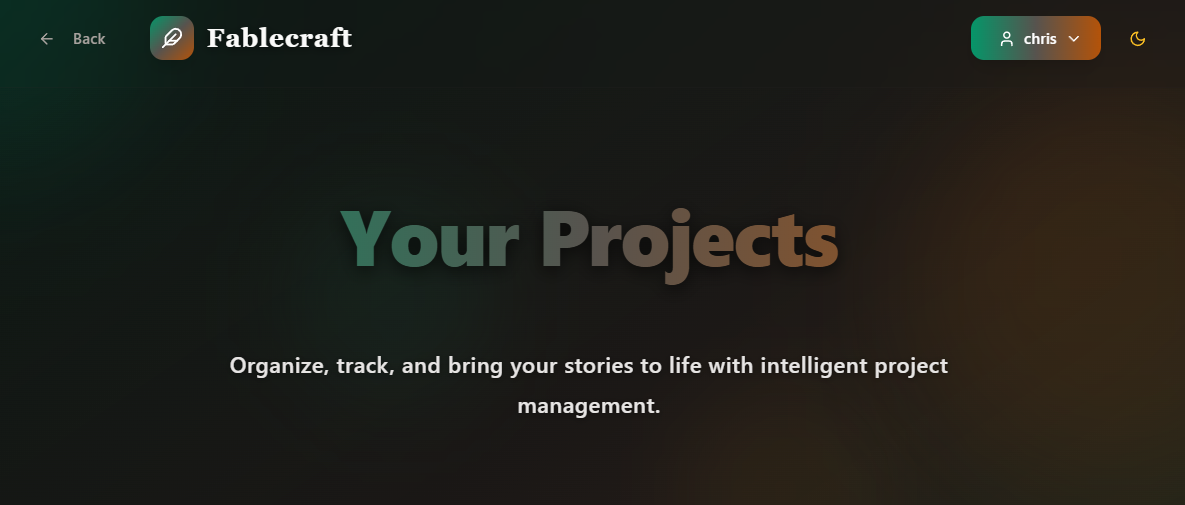 Back
Fablecraft
chris
Your Projects
Organize, track, and bring your stories to life with intelligent project
management.